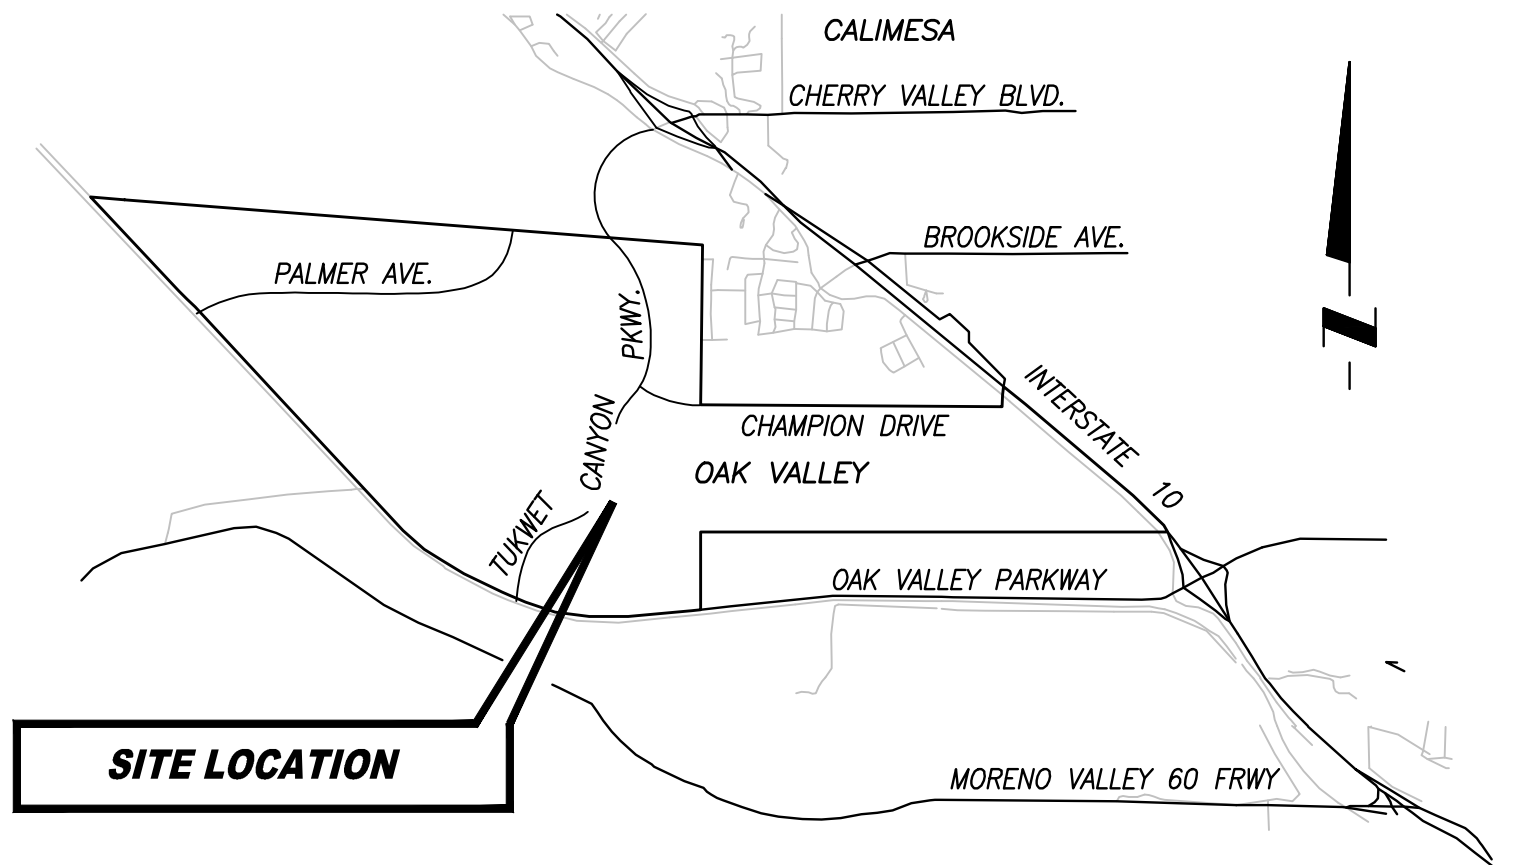 CALIMESA
CHERRY VALLEY BLVD.
BROOKSIDE AVE.
PALMER AVE.
TUKWET CANYON PKWY.
INTERSTATE 10
CHAMPION DRIVE
OAK VALLEY
OAK VALLEY PARKWAY
SITE LOCATION
MORENO VALLEY 60 FRWY
N